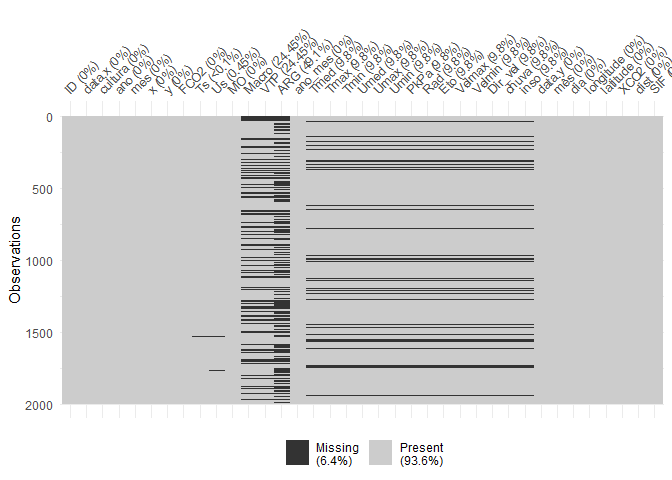 ID (0%)
data.x (0%)
cultura (0%)
ano (0%)
mes (0%)
x (0%)
y (0%)
FCO2 (0%)
Ts (<0.1%)
Us (0.45%)
MO (0%)
Macro (24.45%)
VTP (24.45%)
ARG (49.1%)
ano_mes (0%)
Tmed (9.8%)
Tmax (9.8%)
Tmin (9.8%)
Umed (9.8%)
Umax (9.8%)
Umin (9.8%)
PkPa (9.8%)
Rad (9.8%)
Eto (9.8%)
Velmax (9.8%)
Velmin (9.8%)
Dir_vel (9.8%)
chuva (9.8%)
inso (9.8%)
data.y (0%)
mes (0%)
dia (0%)
longitude (0%)
latitude (0%)
XCO2 (0%)
dist (0%
SIF
0
500
1000
1500
2000
Observations
Missing
(6.4%)
Present
(93.6%)